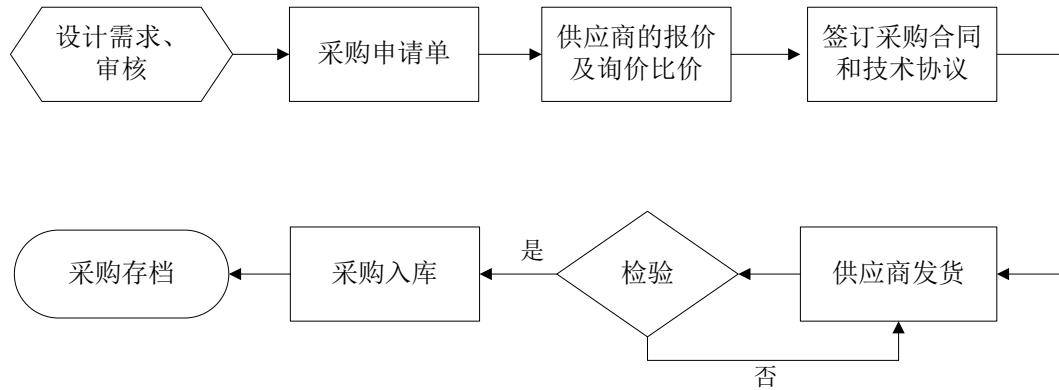 设计需求、
审核
采购申请单
供应商的报价
及询价比价
签订采购合同
和技术协议
供应商发货
检验
是
否
采购入库
采购存档